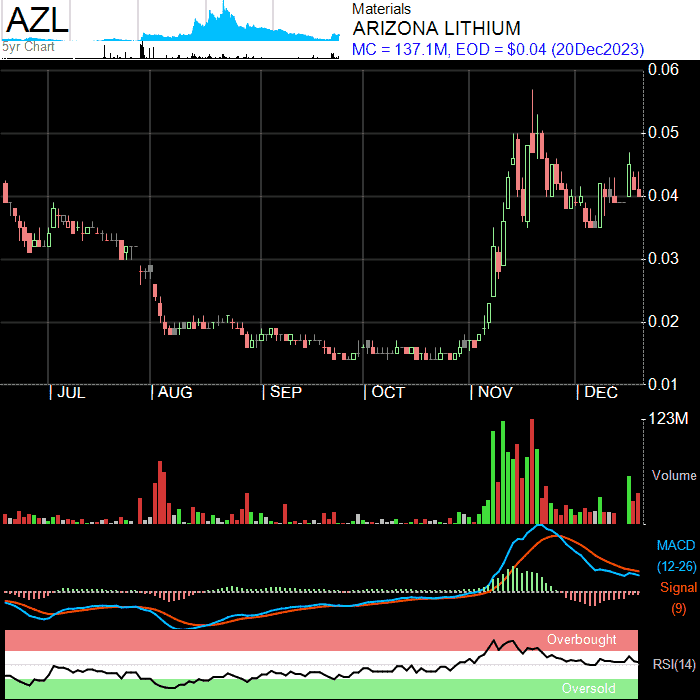 AZL
5yr Chart
Materials
ARIZONA LITHIUM
MC = 137.1M, EOD = $0.04 (20Dec2023)
0.06
0.05
0.04
0.03
0.02
0.01
JUL AUG SEP OCT NOV DEC
123M
Volume
MACD
(12-26)
Signal
(9)
Overbought
RSI(14)
Oversold